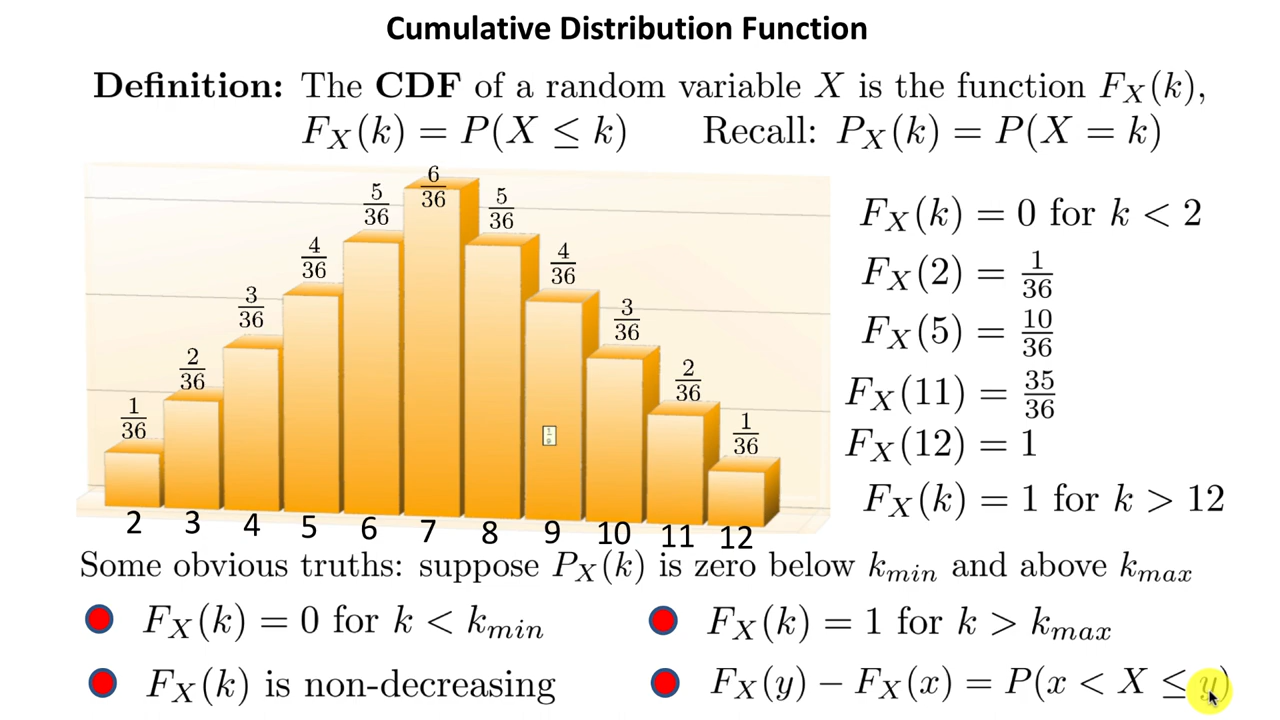 Cumulative Distribution Function
Definition: The CDF of a random variable X is the function F_X(k),
F_X(k) = P(X ≤ k) Recall: P_X(k) = P(X = k)
1/36 2/36 3/36 4/36 5/36 6/36 5/36 4/36 3/36 2/36 1/36
2 3 4 5 6 7 8 9 10 11 12
F_X(k) = 0 for k < 2
F_X(2) = 1/36
F_X(5) = 10/36
F_X(11) = 35/36
F_X(12) = 1
F_X(k) = 1 for k > 12
Some obvious truths: suppose P_X(k) is zero below k_min and above k_max
F_X(k) = 0 for k < k_min
F_X(k) = 1 for k > k_max
F_X(k) is non-decreasing
F_X(y) − F_X(x) = P(x < X ≤ y)